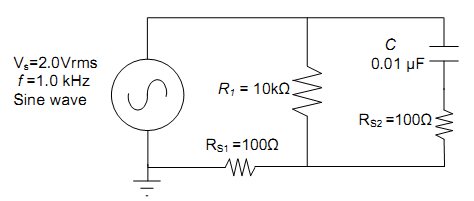 Vs=2.0Vrms
f=1.0 kHz
Sine wave
R1 = 10kΩ
C
0.01 μF
RS2 =100Ω
RS1 =100Ω